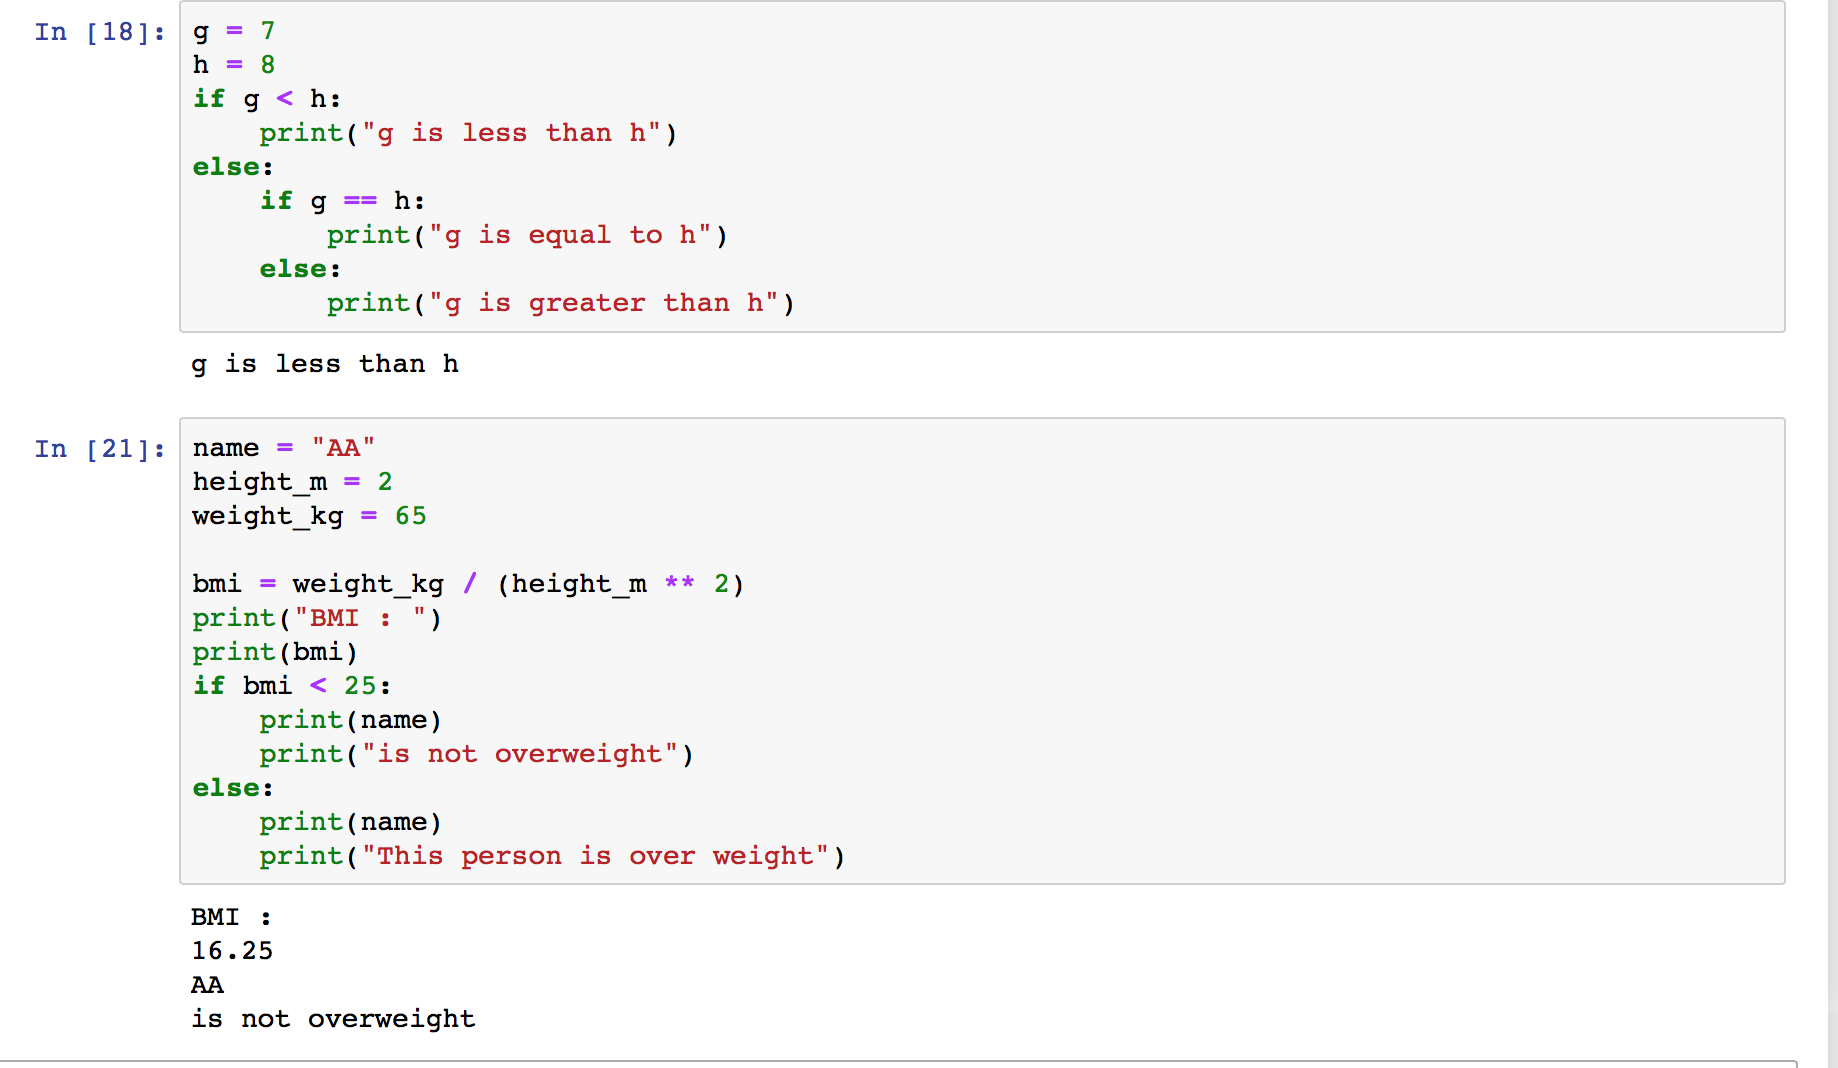 In [18]:
g = 7
h = 8
if g < h:
    print("g is less than h")
else:
    if g == h:
        print("g is equal to h")
    else:
        print("g is greater than h")
g is less than h
In [21]:
name = "AA"
height_m = 2
weight_kg = 65
bmi = weight_kg / (height_m ** 2)
print("BMI : ")
print(bmi)
if bmi < 25:
    print(name)
    print("is not overweight")
else:
    print(name)
    print("This person is over weight")
BMI :
16.25
AA
is not overweight